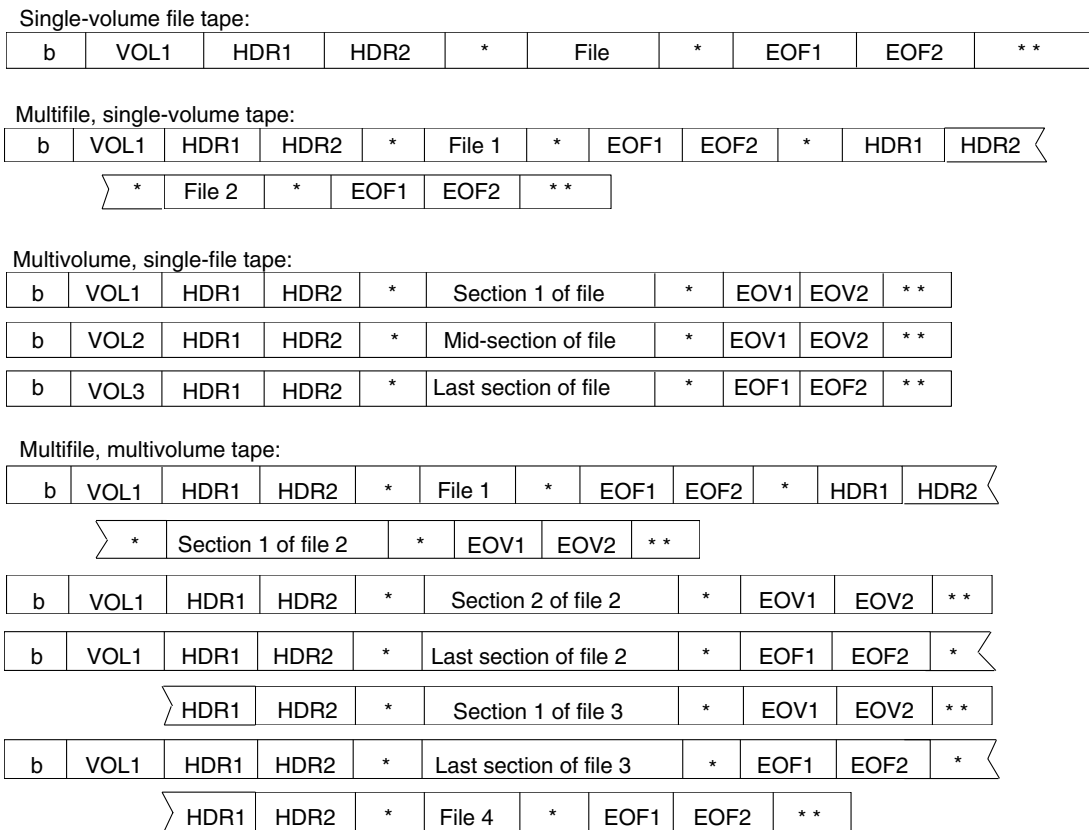 Single-volume file tape:
b VOL1 HDR1 HDR2 * File * EOF1 EOF2 * *
Multifile, single-volume tape:
b VOL1 HDR1 HDR2 * File 1 * EOF1 EOF2 * HDR1 HDR2
* File 2 * EOF1 EOF2 * *
Multivolume, single-file tape:
b VOL1 HDR1 HDR2 * Section 1 of file * EOV1 EOV2 * *
b VOL2 HDR1 HDR2 * Mid-section of file * EOV1 EOV2 * *
b VOL3 HDR1 HDR2 * Last section of file * EOF1 EOF2 * *
Multifile, multivolume tape:
b VOL1 HDR1 HDR2 * File 1 * EOF1 EOF2 * HDR1 HDR2
* Section 1 of file 2 * EOV1 EOV2 * *
b VOL1 HDR1 HDR2 * Section 2 of file 2 * EOV1 EOV2 * *
b VOL1 HDR1 HDR2 * Last section of file 2 * EOF1 EOF2 *
HDR1 HDR2 * Section 1 of file 3 * EOV1 EOV2 * *
b VOL1 HDR1 HDR2 * Last section of file 3 * EOF1 EOF2 *
HDR1 HDR2 * File 4 * EOF1 EOF2 * *